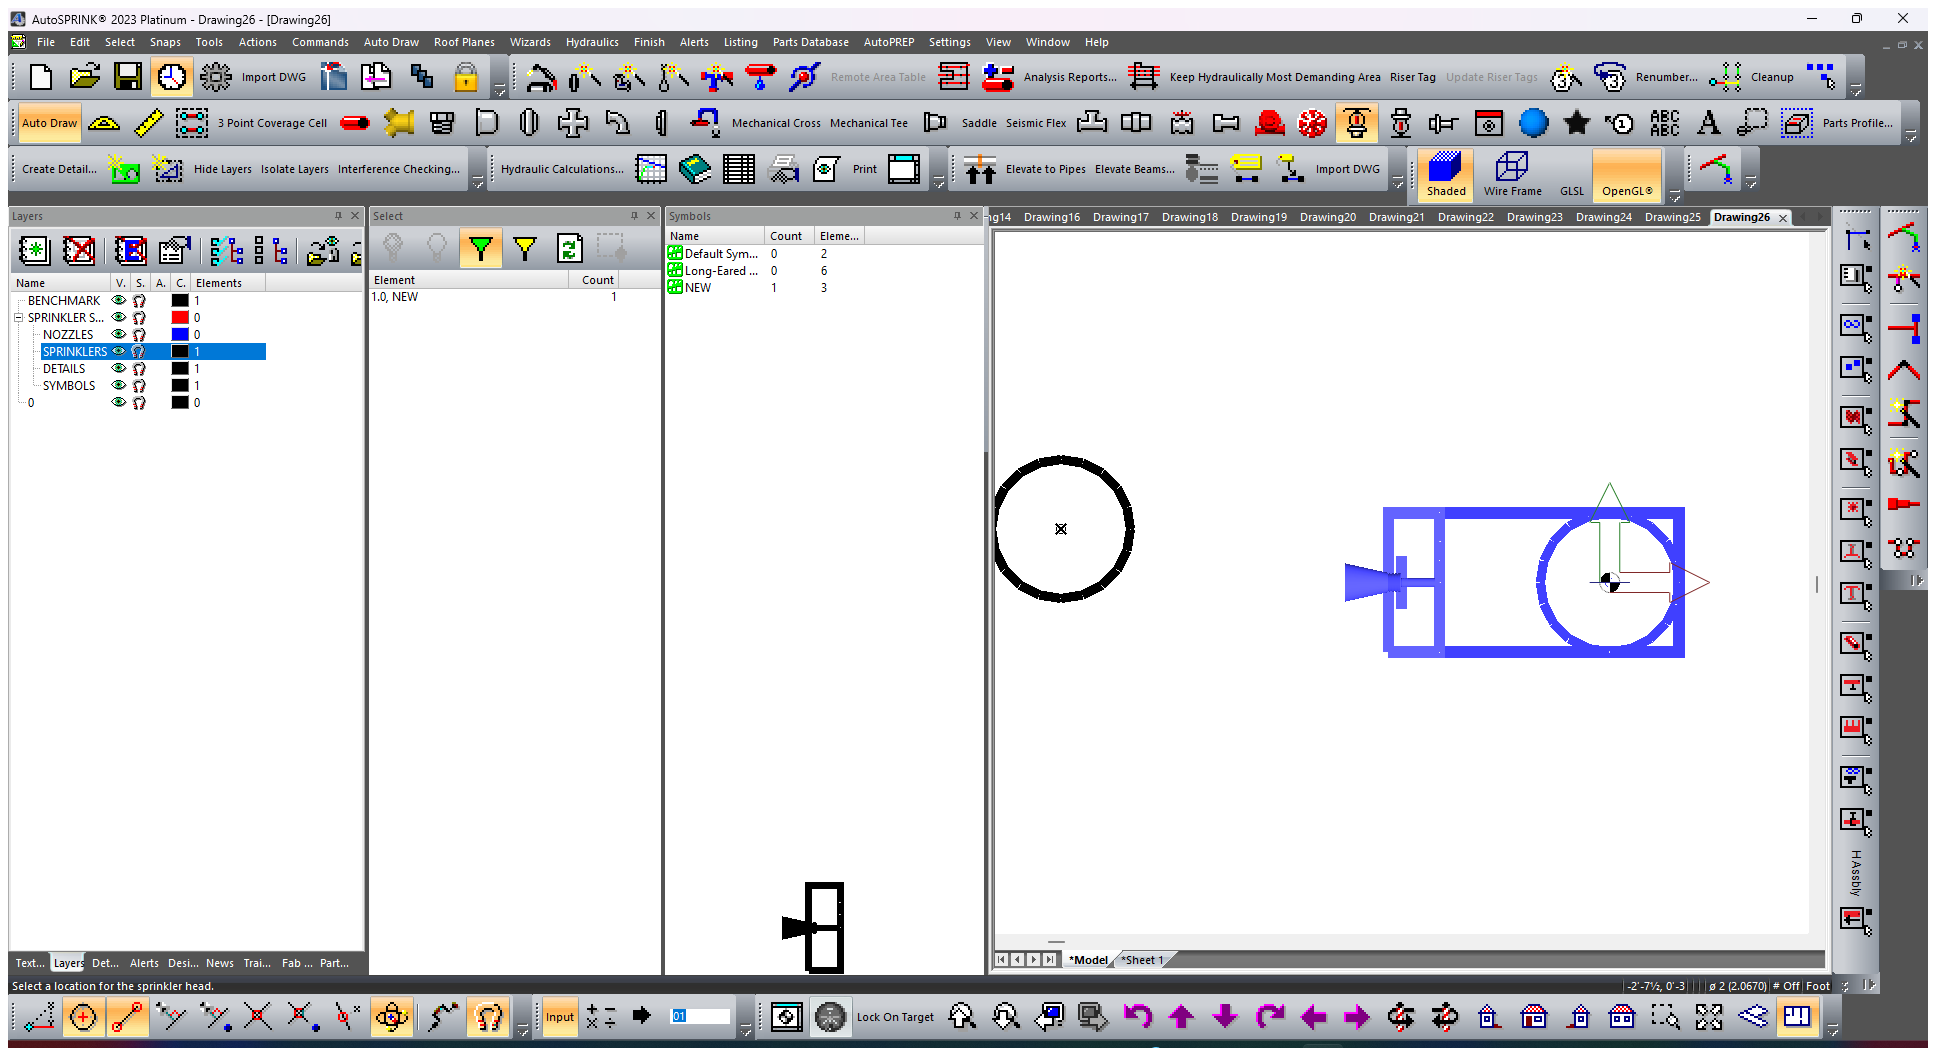 AutoSPRINK® 2023 Platinum - Drawing26 - [Drawing26]
File Edit Select Snaps Tools Actions Commands Auto Draw Roof Planes Wizards Hydraulics Finish Alerts Listing Parts Database AutoPREP Settings View Window Help
Import DWG Remote Area Table Analysis Reports... Keep Hydraulically Most Demanding Area Riser Tag Update Riser Tags 3 3 Renumber... Cleanup
Auto Draw 3 Point Coverage Cell Mechanical Cross Mechanical Tee Saddle Seismic Flex 1 ABC ABC A Parts Profile...
Create Detail... Hide Layers Isolate Layers Interference Checking... Hydraulic Calculations... Print Elevate to Pipes Elevate Beams... Import DWG Shaded Wire Frame GLSL OpenGL®
Layers Select Symbols
ng14 Drawing16 Drawing17 Drawing18 Drawing19 Drawing20 Drawing21 Drawing22 Drawing23 Drawing24 Drawing25 Drawing26
Name V. S. A. C. Elements
BENCHMARK 1
SPRINKLER S... 0
NOZZLES 0
SPRINKLERS 1
DETAILS 1
SYMBOLS 1
0 0
Element Count
1.0, NEW 1
Name Count Eleme...
Default Sym... 0 2
Long-Eared ... 0 6
NEW 1 3
H Assbly
*Model *Sheet 1
Text... Layers Det... Alerts Desi... News Trai... Fab ... Part...
Select a location for the sprinkler head. -2'-7½, 0'-3 ø 2 (2.0670) # Off Foot
Input 01 Lock On Target